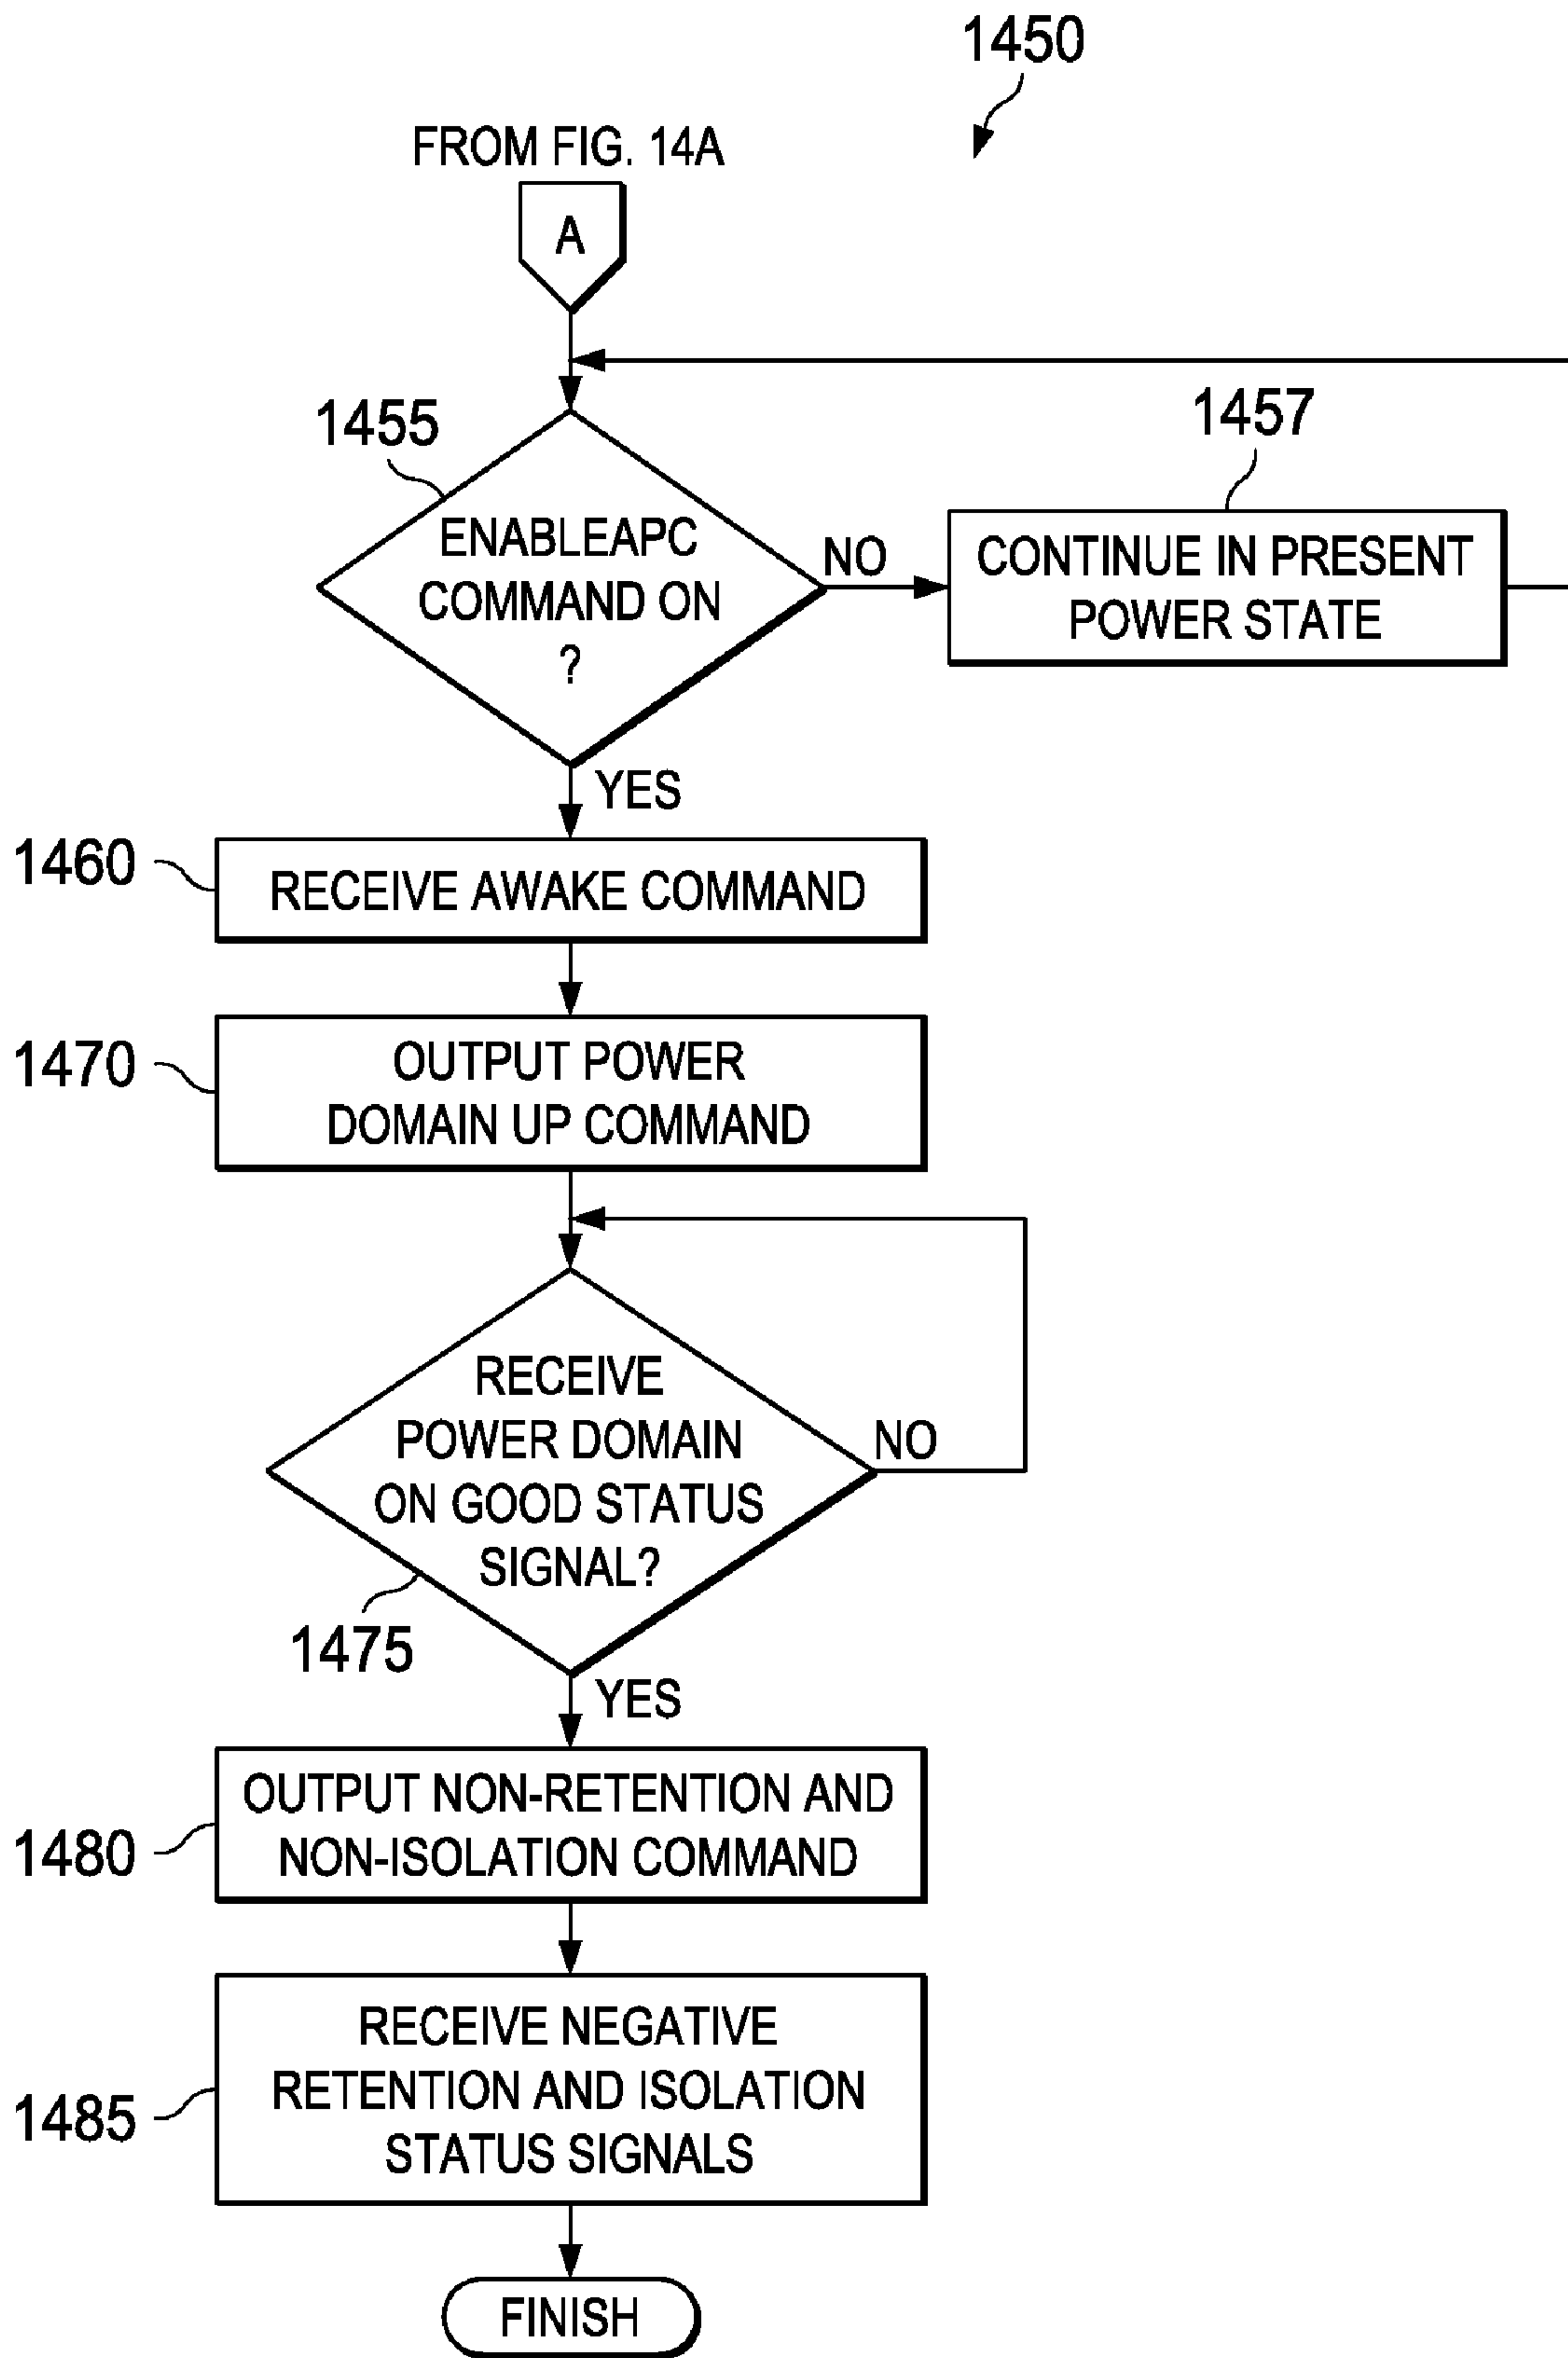 1450
FROM FIG. 14A
A
1455
ENABLEAPC
COMMAND ON
?
NO
1457
CONTINUE IN PRESENT
POWER STATE
YES
1460
RECEIVE AWAKE COMMAND
1470
OUTPUT POWER
DOMAIN UP COMMAND
RECEIVE
POWER DOMAIN
ON GOOD STATUS
SIGNAL?
NO
1475
YES
1480
OUTPUT NON-RETENTION AND
NON-ISOLATION COMMAND
1485
RECEIVE NEGATIVE
RETENTION AND ISOLATION
STATUS SIGNALS
FINISH